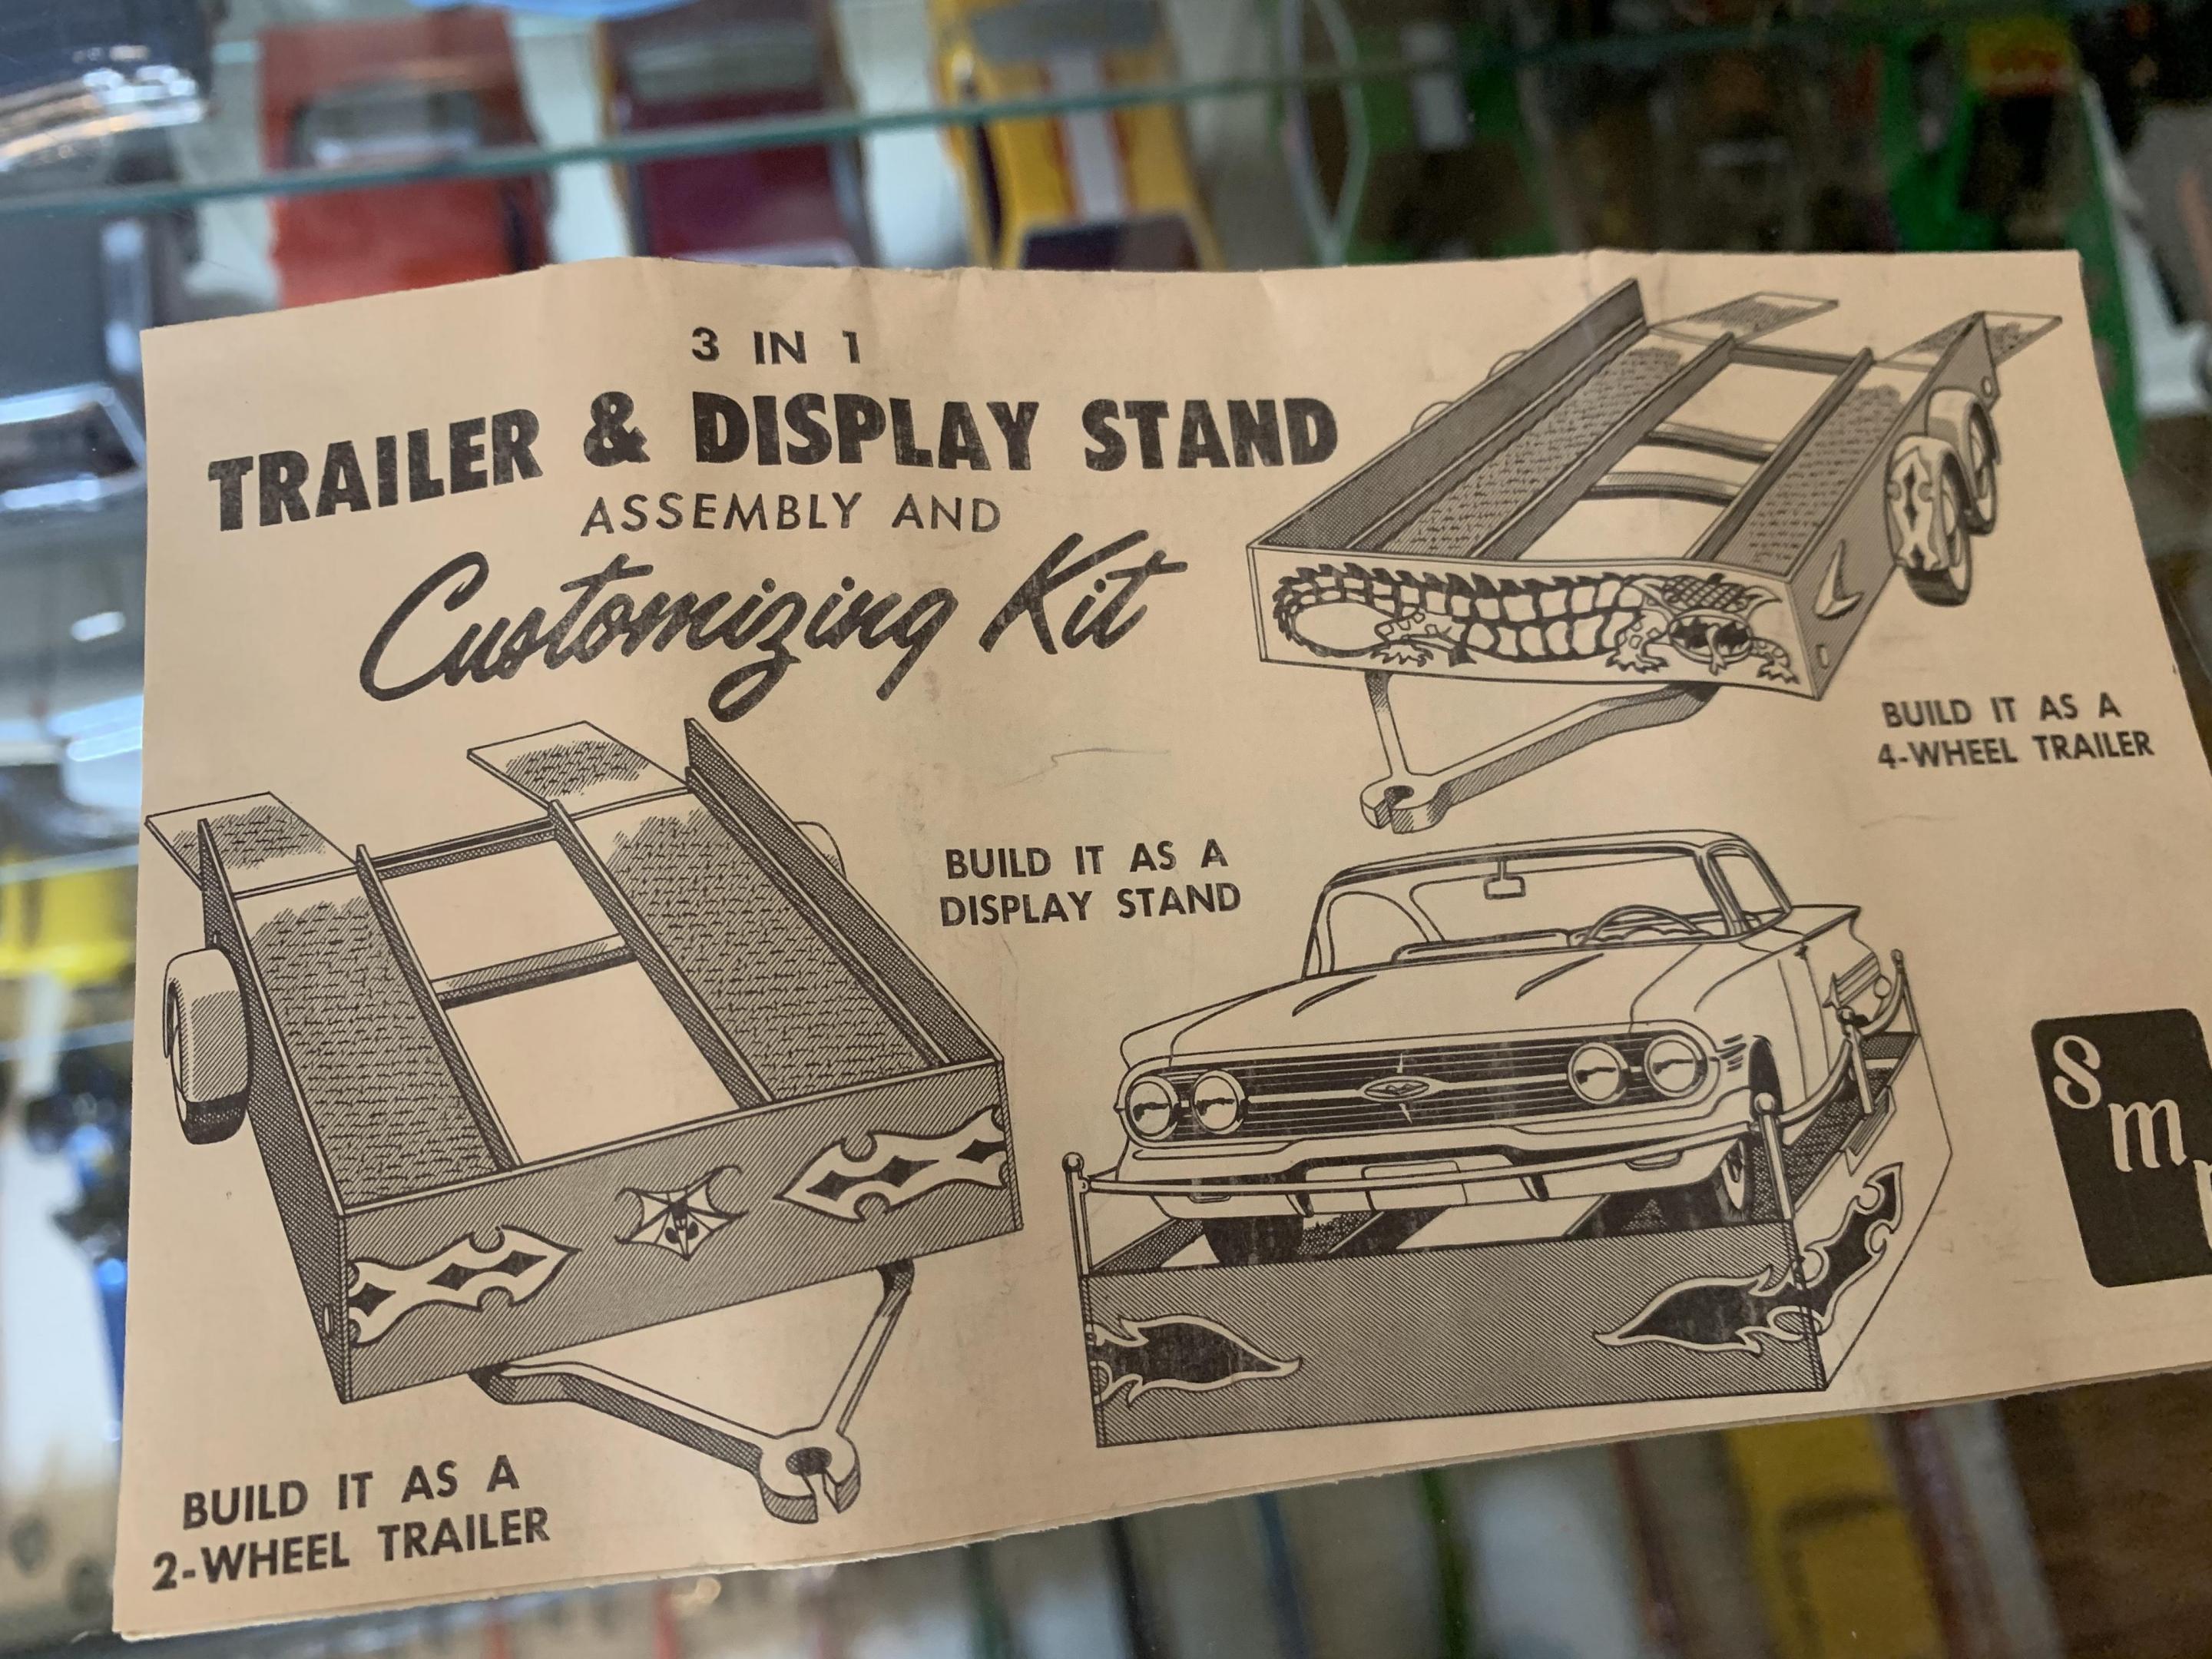 3 IN 1
TRAILER & DISPLAY STAND
ASSEMBLY AND
Customizing Kit
BUILD IT AS A
4-WHEEL TRAILER
BUILD IT AS A
DISPLAY STAND
BUILD IT AS A
2-WHEEL TRAILER
S
m